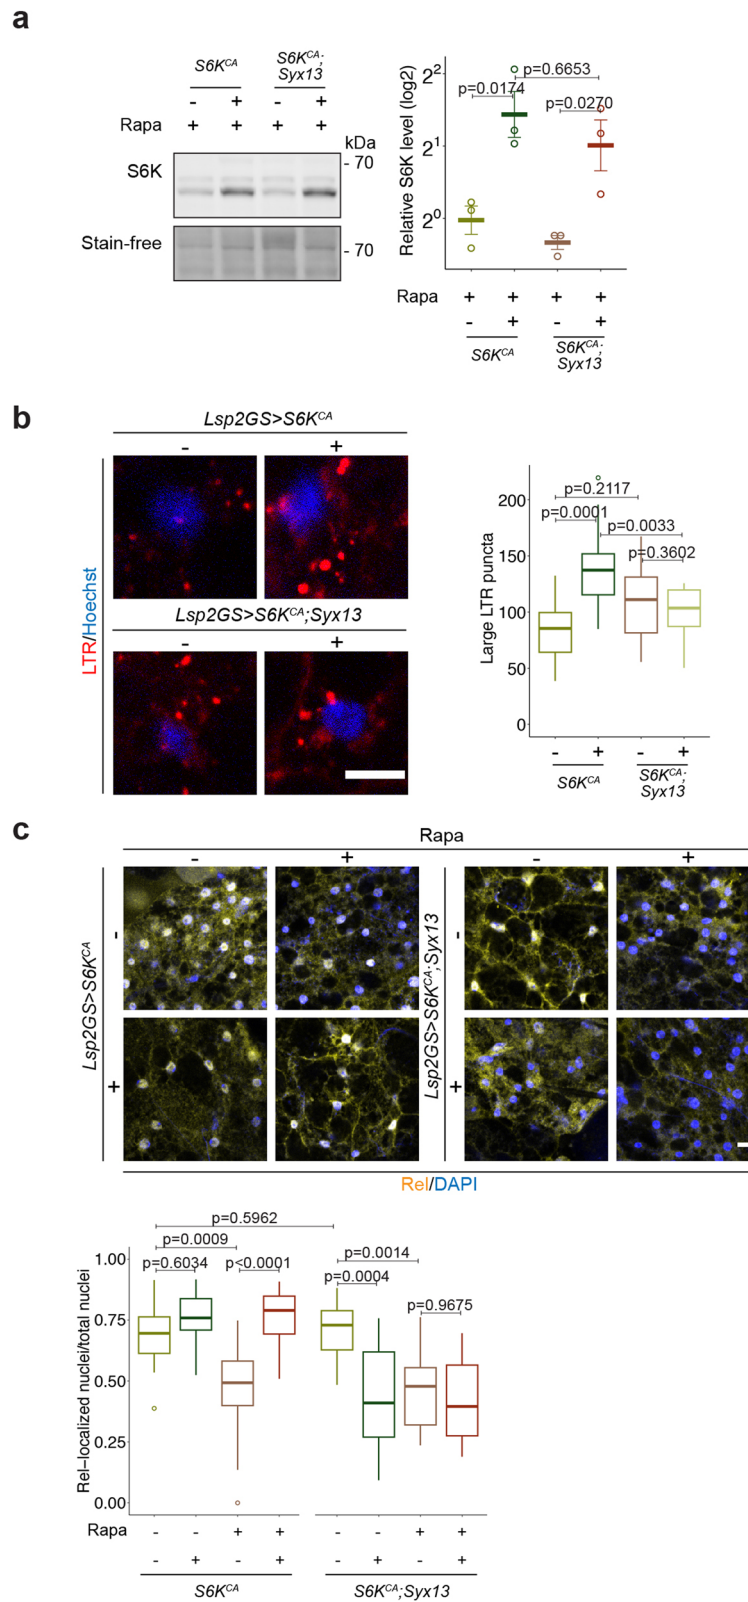 a
S6K^CA
S6K^CA;
Syx13
- + - +
Rapa + + + +
kDa
S6K
- 70
Stain-free
- 70
Relative S6K level (log2)
2^2
2^1
2^0
p=0.6653
p=0.0174
p=0.0270
Rapa + + + +
- + - +
S6K^CA
S6K^CA;
Syx13
b
Lsp2GS>S6K^CA
- +
Lsp2GS>S6K^CA;Syx13
- +
LTR/Hoechst
Large LTR puncta
200
150
100
50
0
p=0.2117
p=0.0001
p=0.0033
p=0.3602
- + - +
S6K^CA
S6K^CA;
Syx13
c
Rapa
- + - +
Lsp2GS>S6K^CA
- +
Lsp2GS>S6K^CA;Syx13
- +
Rel/DAPI
Rel-localized nuclei/total nuclei
1.00
0.75
0.50
0.25
0.00
p=0.5962
p=0.0009
p=0.6034
p<0.0001
p=0.0014
p=0.0004
p=0.9675
Rapa - - + + - - + +
- + - + - + - +
S6K^CA
S6K^CA;Syx13